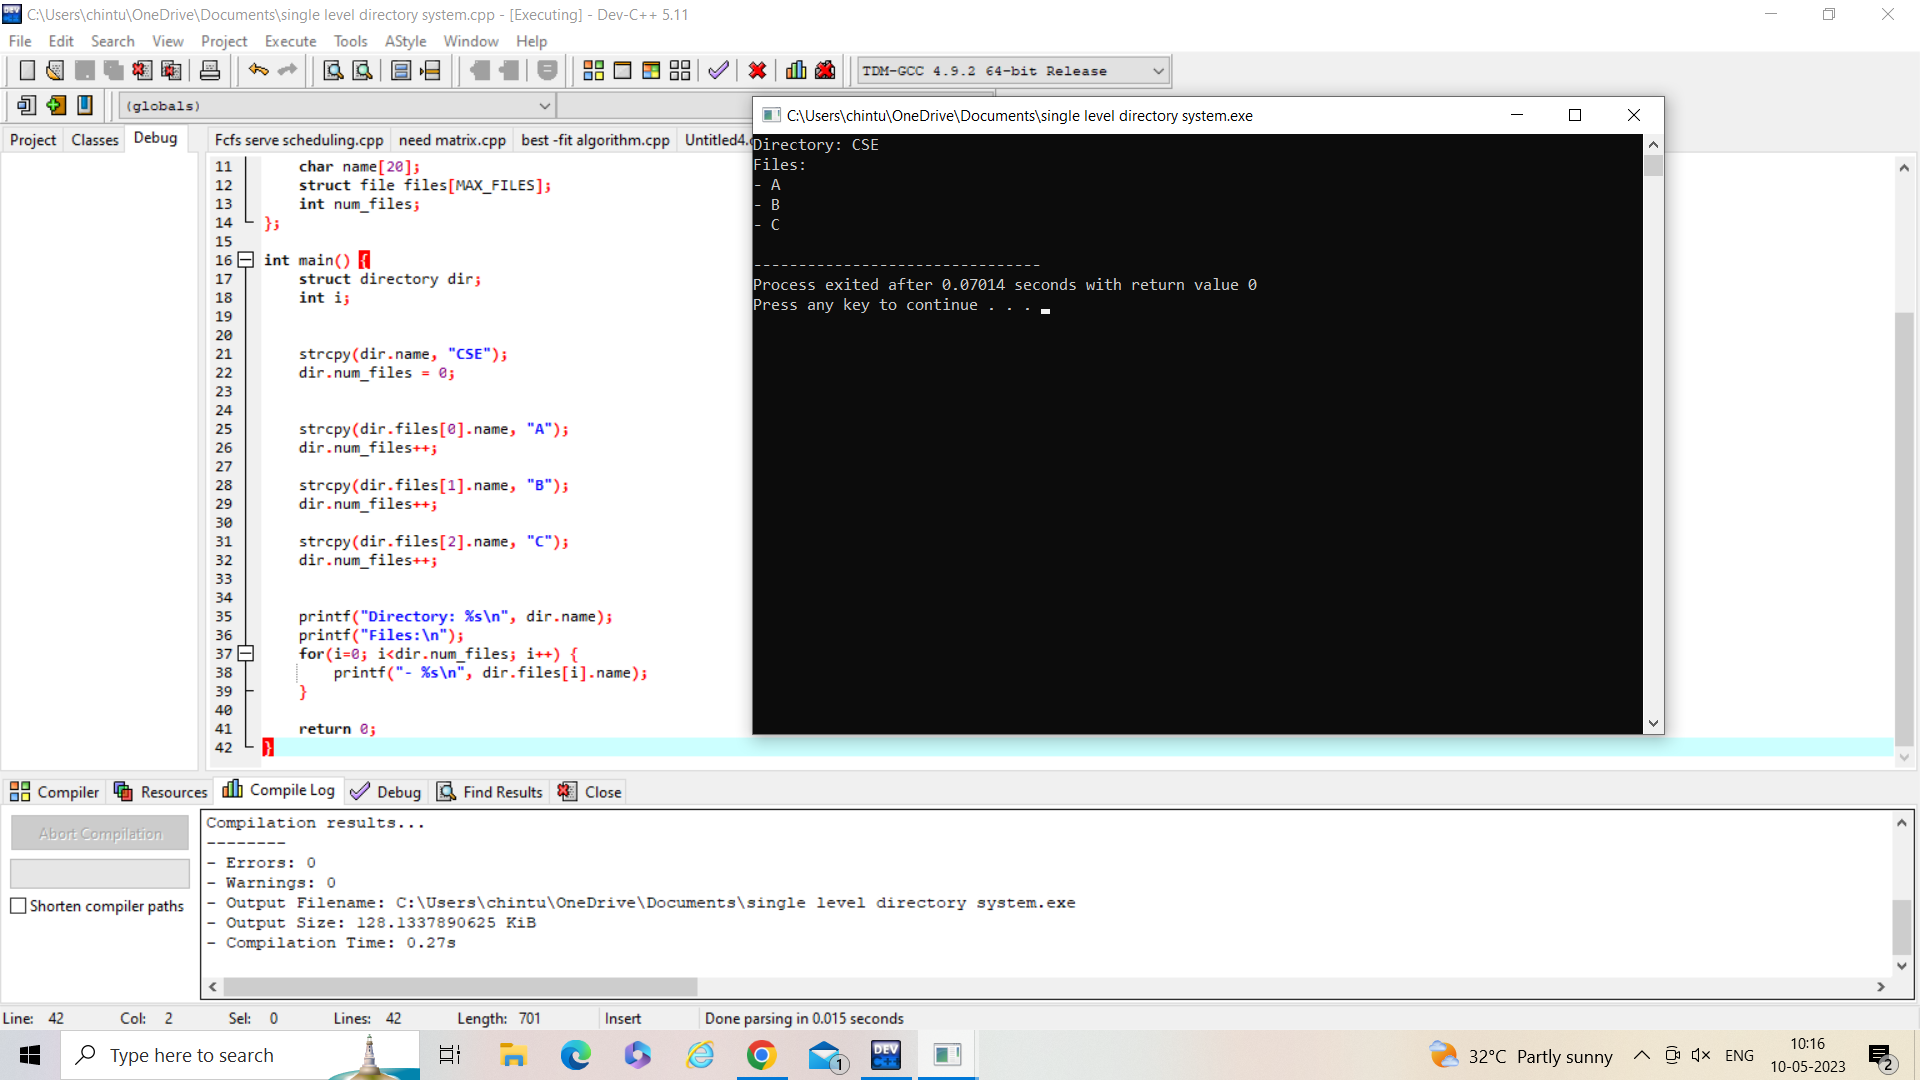 C:\Users\chintu\OneDrive\Documents\single level directory system.cpp - [Executing] - Dev-C++ 5.11
File Edit Search View Project Execute Tools AStyle Window Help
TDM-GCC 4.9.2 64-bit Release
(globals)
Project Classes Debug
Fcfs serve scheduling.cpp need matrix.cpp best -fit algorithm.cpp Untitled4.c
11 char name[20];
12 struct file files[MAX_FILES];
13 int num_files;
14 };
15
16 int main() {
17 struct directory dir;
18 int i;
19
20
21 strcpy(dir.name, "CSE");
22 dir.num_files = 0;
23
24
25 strcpy(dir.files[0].name, "A");
26 dir.num_files++;
27
28 strcpy(dir.files[1].name, "B");
29 dir.num_files++;
30
31 strcpy(dir.files[2].name, "C");
32 dir.num_files++;
33
34
35 printf("Directory: %s\n", dir.name);
36 printf("Files:\n");
37 for(i=0; i<dir.num_files; i++) {
38 printf("- %s\n", dir.files[i].name);
39 }
40
41 return 0;
42 }
C:\Users\chintu\OneDrive\Documents\single level directory system.exe
Directory: CSE
Files:
- A
- B
- C
--------------------------------
Process exited after 0.07014 seconds with return value 0
Press any key to continue . . .
Compiler Resources Compile Log Debug Find Results Close
Abort Compilation
Shorten compiler paths
Compilation results...
--------
- Errors: 0
- Warnings: 0
- Output Filename: C:\Users\chintu\OneDrive\Documents\single level directory system.exe
- Output Size: 128.1337890625 KiB
- Compilation Time: 0.27s
Line: 42 Col: 2 Sel: 0 Lines: 42 Length: 701 Insert Done parsing in 0.015 seconds
Type here to search
1
DEV C++
32°C Partly sunny
ENG
10:16
10-05-2023
2